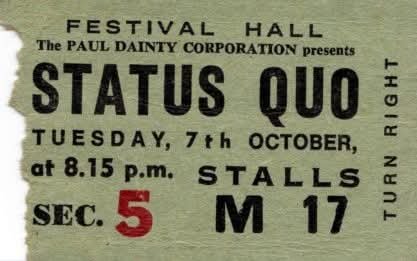 FESTIVAL HALL
The PAUL DAINTY CORPORATION presents
STATUS QUO
TUESDAY, 7th OCTOBER,
at 8.15 p.m. STALLS
SEC. 5 M 17
TURN RIGHT